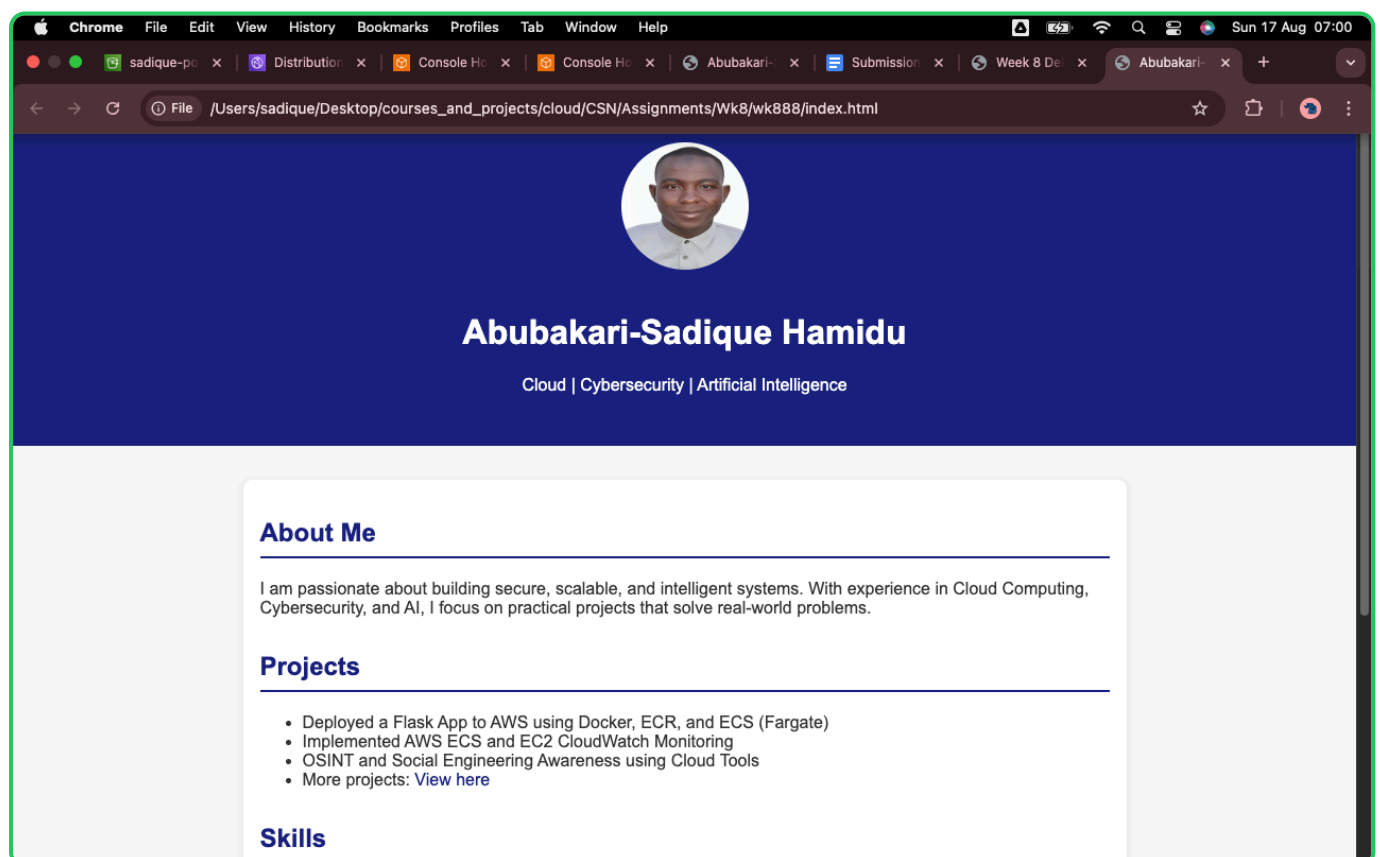 Chrome File Edit View History Bookmarks Profiles Tab Window Help Sun 17 Aug 07:00
sadique-po Distribution Console Ho Console Ho Abubakari- Submission Week 8 Del Abubakari-
File /Users/sadique/Desktop/courses_and_projects/cloud/CSN/Assignments/Wk8/wk888/index.html
Abubakari-Sadique Hamidu
Cloud | Cybersecurity | Artificial Intelligence
About Me
I am passionate about building secure, scalable, and intelligent systems. With experience in Cloud Computing,
Cybersecurity, and AI, I focus on practical projects that solve real-world problems.
Projects
• Deployed a Flask App to AWS using Docker, ECR, and ECS (Fargate)
• Implemented AWS ECS and EC2 CloudWatch Monitoring
• OSINT and Social Engineering Awareness using Cloud Tools
• More projects: View here
Skills